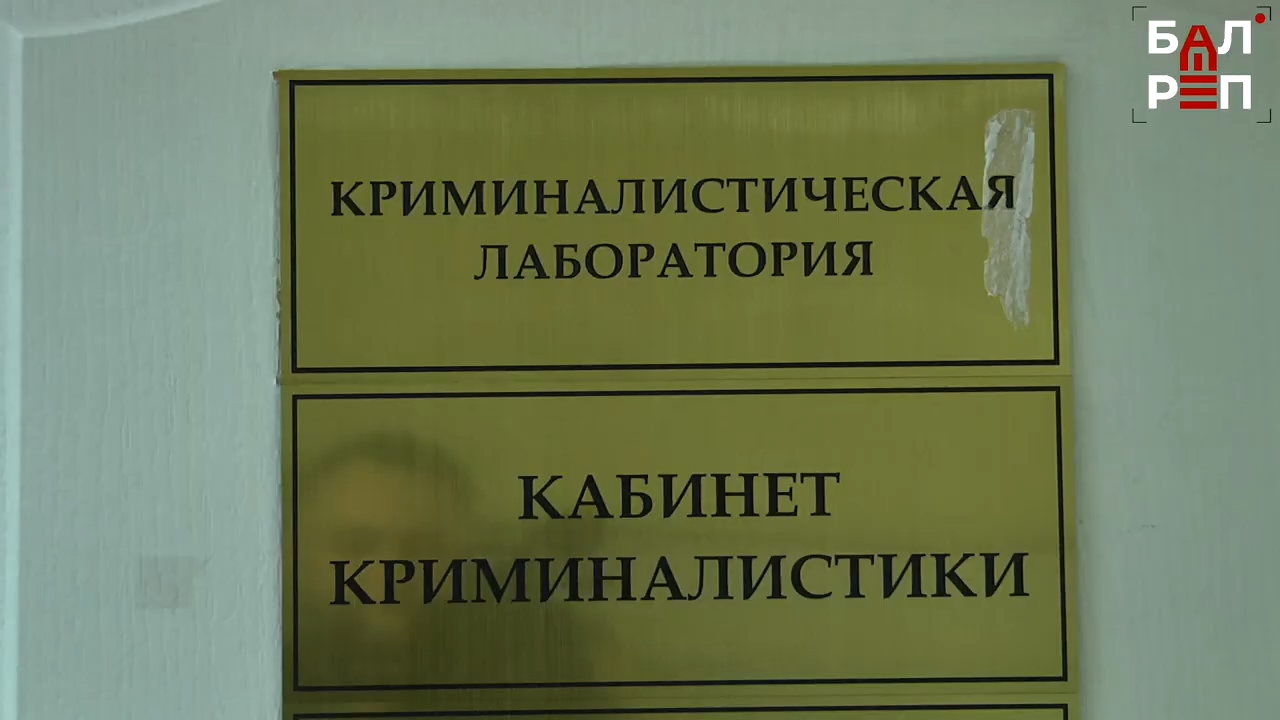 БАЛ
РЕП
КРИМИНАЛИСТИЧЕСКАЯ
ЛАБОРАТОРИЯ
КАБИНЕТ
КРИМИНАЛИСТИКИ